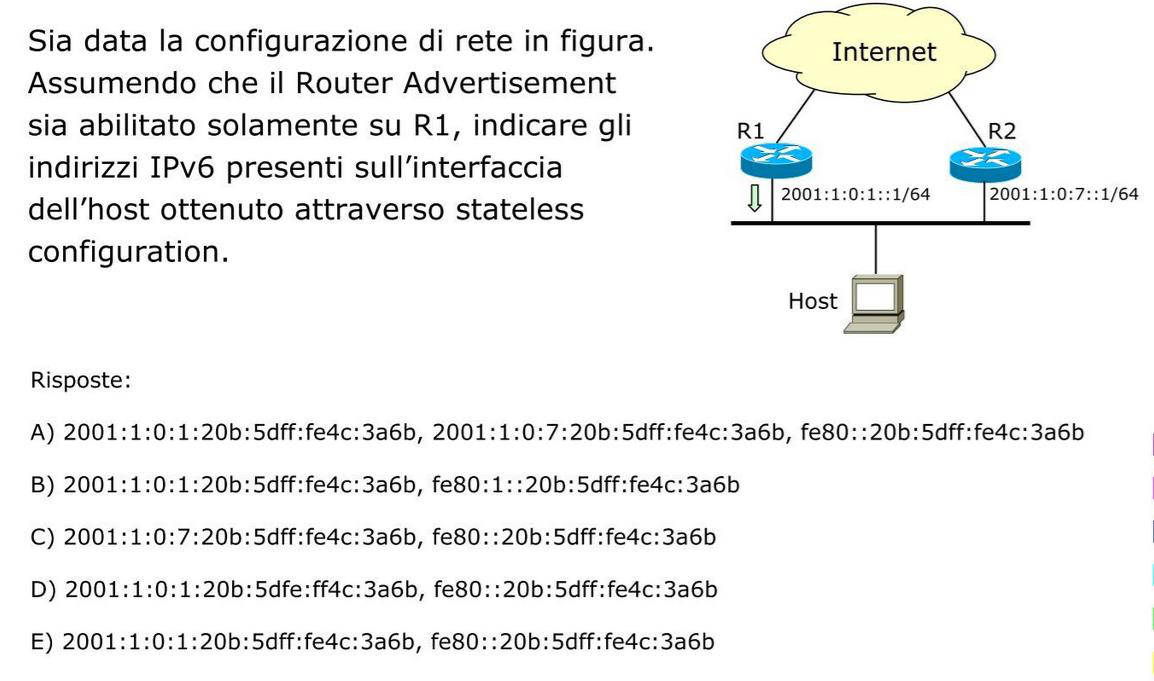 Sia data la configurazione di rete in figura.
Assumendo che il Router Advertisement
sia abilitato solamente su R1, indicare gli
indirizzi IPv6 presenti sull'interfaccia
dell'host ottenuto attraverso stateless
configuration.
Internet
R1
R2
2001:1:0:1::1/64
2001:1:0:7::1/64
Host
Risposte:
A) 2001:1:0:1:20b:5dff:fe4c:3a6b, 2001:1:0:7:20b:5dff:fe4c:3a6b, fe80::20b:5dff:fe4c:3a6b
B) 2001:1:0:1:20b:5dff:fe4c:3a6b, fe80:1::20b:5dff:fe4c:3a6b
C) 2001:1:0:7:20b:5dff:fe4c:3a6b, fe80::20b:5dff:fe4c:3a6b
D) 2001:1:0:1:20b:5dfe:ff4c:3a6b, fe80::20b:5dff:fe4c:3a6b
E) 2001:1:0:1:20b:5dff:fe4c:3a6b, fe80::20b:5dff:fe4c:3a6b